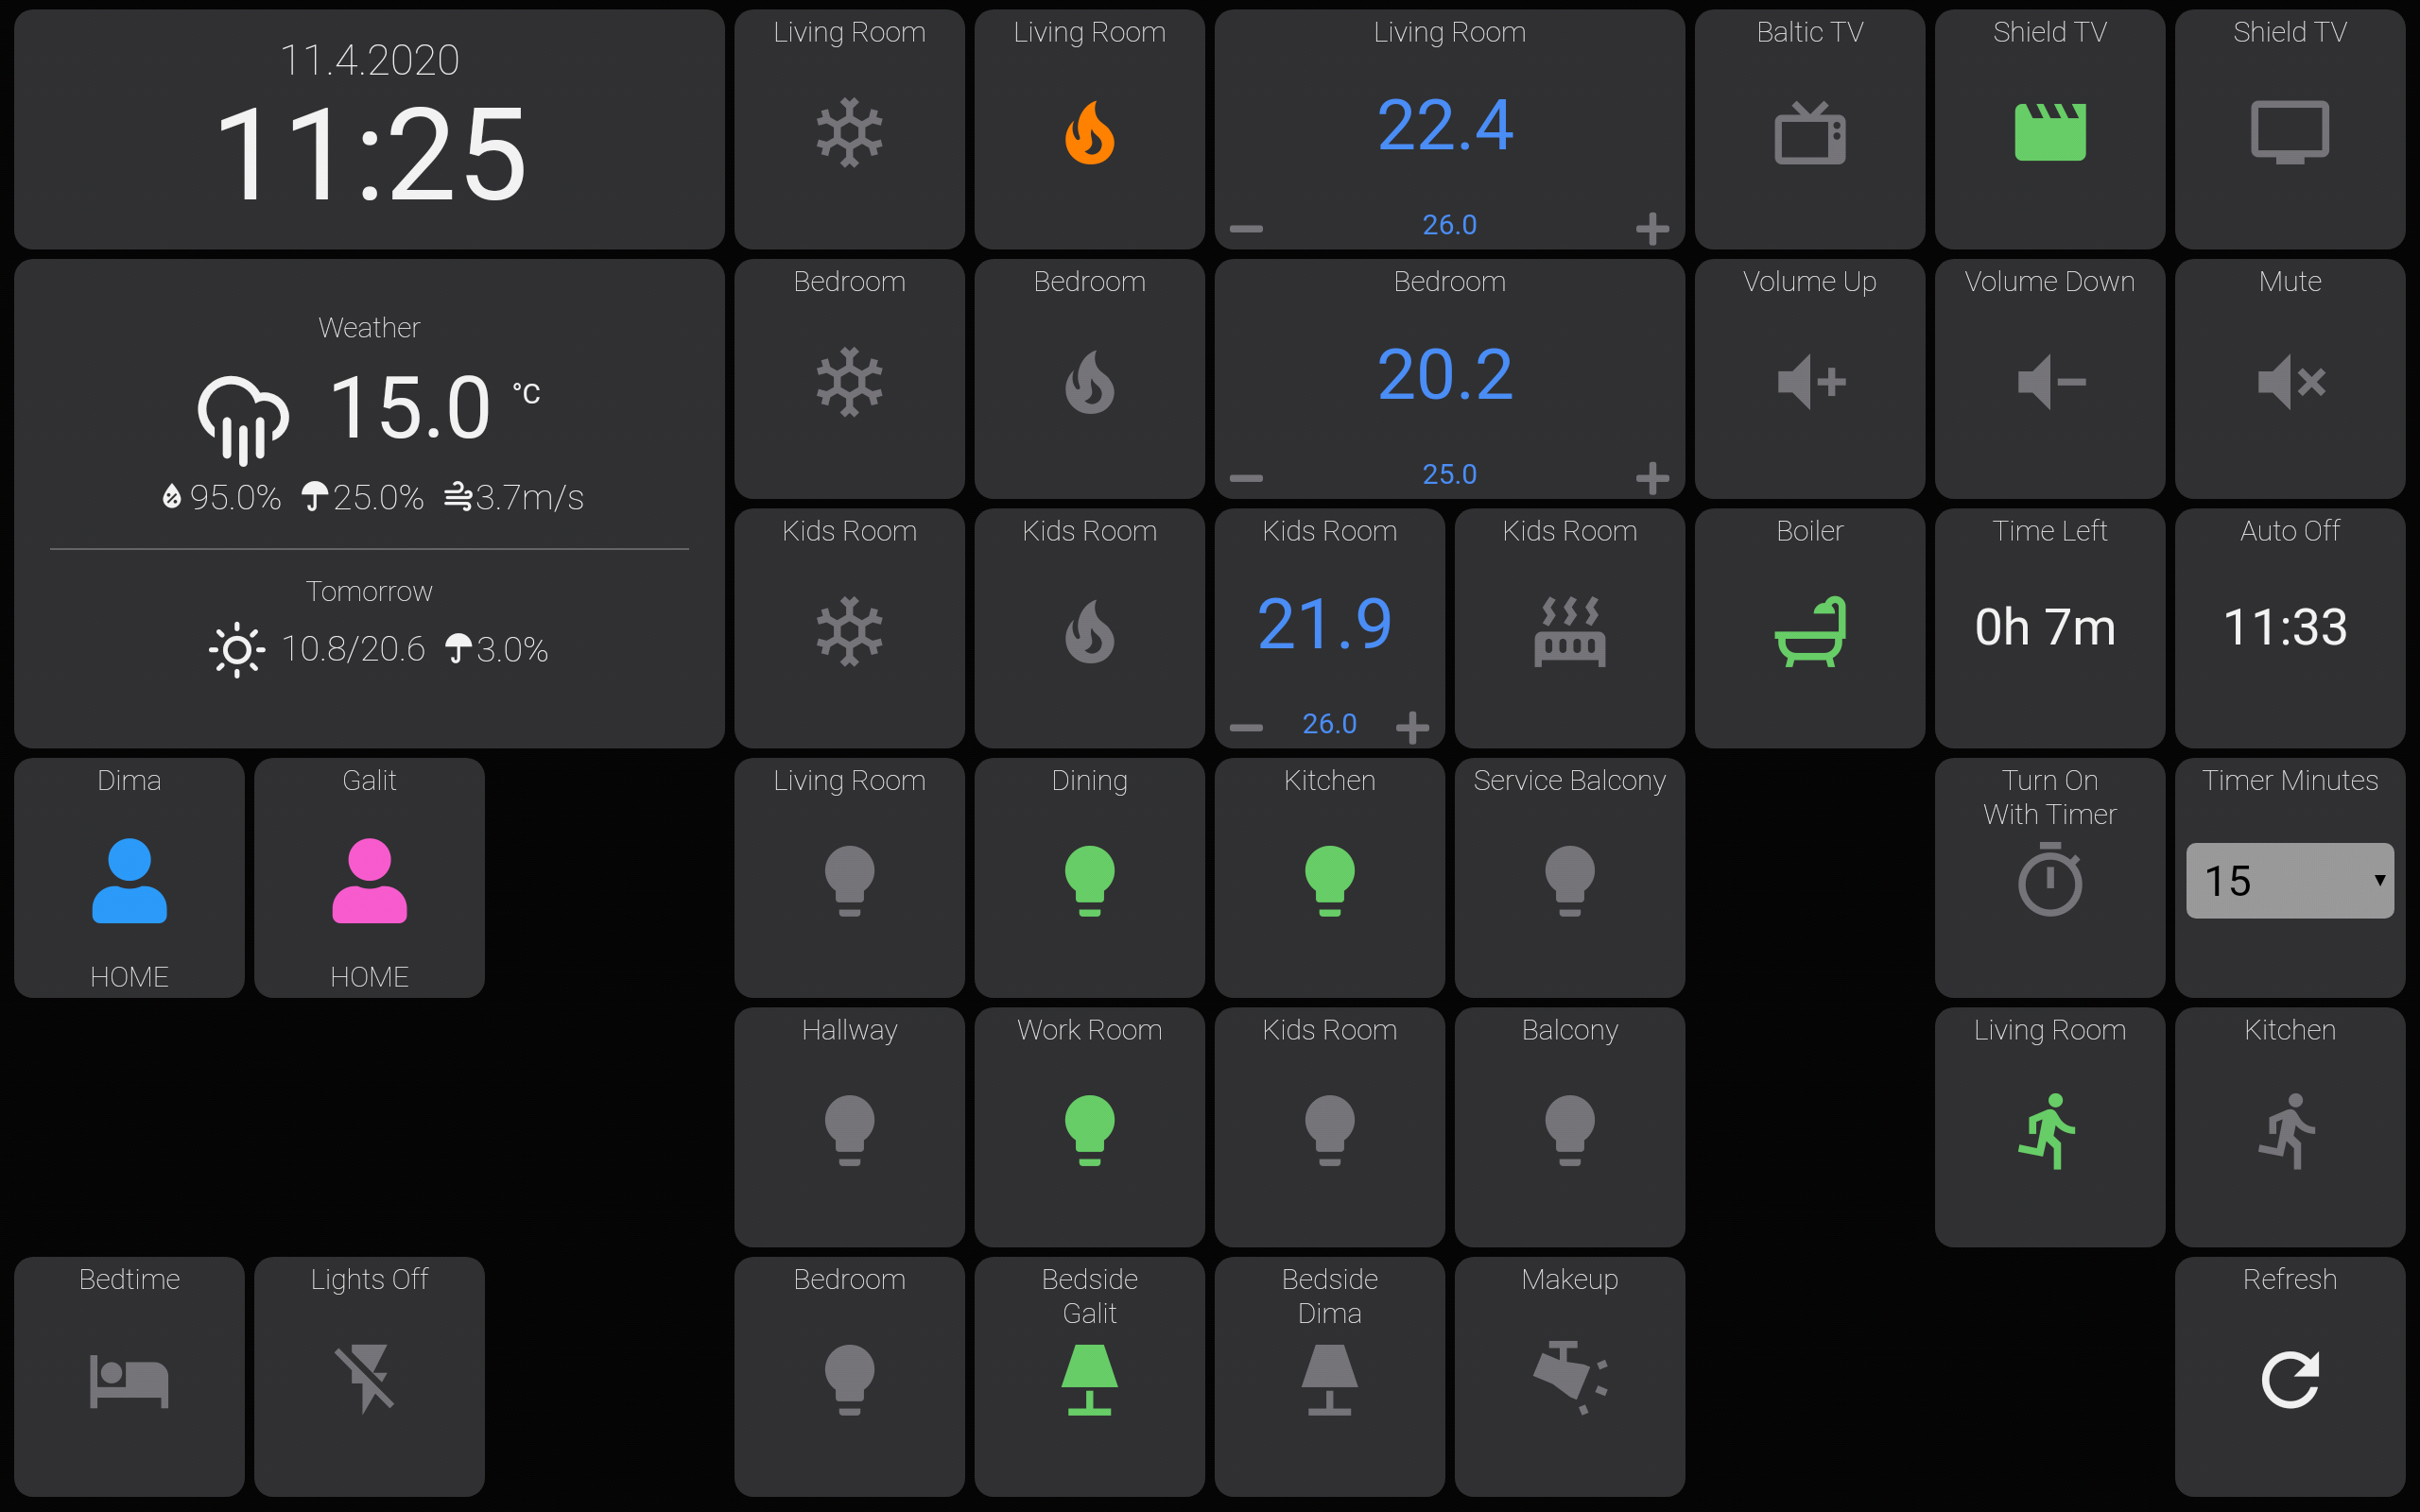 11.4.2020
11:25
Living Room
Living Room
Living Room
22.4
26.0
Baltic TV
Shield TV
Shield TV
Weather
15.0 °C
95.0% 25.0% 3.7m/s
Tomorrow
10.8/20.6 3.0%
Bedroom
Bedroom
Bedroom
20.2
25.0
Volume Up
Volume Down
Mute
Kids Room
Kids Room
Kids Room
21.9
26.0
Kids Room
Boiler
Time Left
0h 7m
Auto Off
11:33
Dima
HOME
Galit
HOME
Living Room
Dining
Kitchen
Service Balcony
Turn On
With Timer
Timer Minutes
15
Hallway
Work Room
Kids Room
Balcony
Living Room
Kitchen
Bedtime
Lights Off
Bedroom
Bedside
Galit
Bedside
Dima
Makeup
Refresh